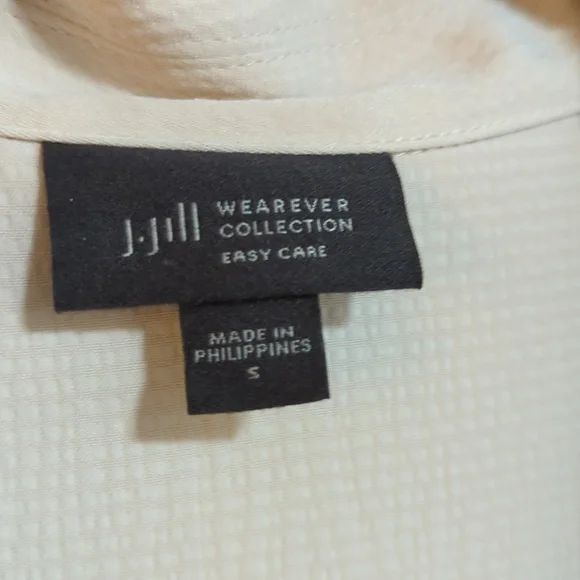 J.Jill WEAREVER
COLLECTION
EASY CARE
MADE IN
PHILIPPINES
S